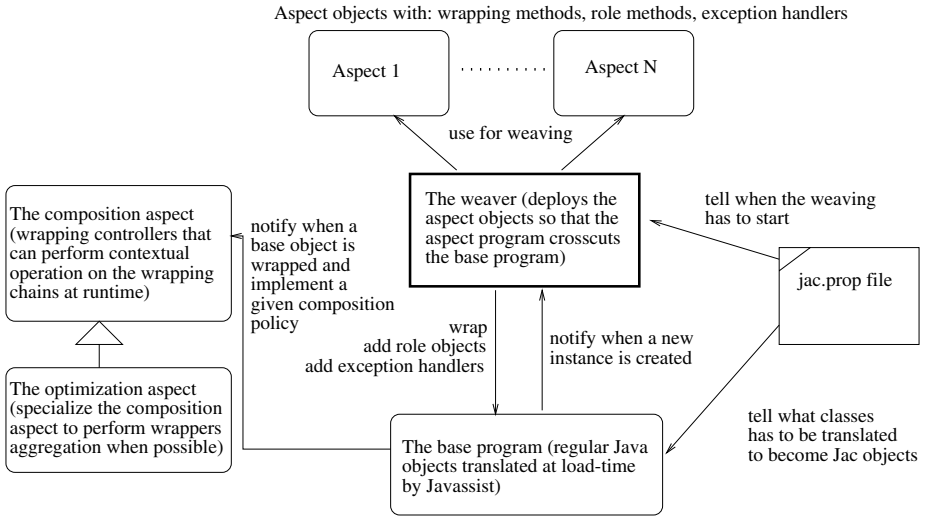 Aspect objects with: wrapping methods, role methods, exception handlers
Aspect 1
Aspect N
use for weaving
The weaver (deploys the
aspect objects so that the
aspect program crosscuts
the base program)
tell when the weaving
has to start
jac.prop file
The composition aspect
(wrapping controllers that
can perform contextual
operation on the wrapping
chains at runtime)
notify when a
base object is
wrapped and
implement a
given composition
policy
wrap
add role objects
add exception handlers
notify when a new
instance is created
The optimization aspect
(specialize the composition
aspect to perform wrappers
aggregation when possible)
The base program (regular Java
objects translated at load-time
by Javassist)
tell what classes
has to be translated
to become Jac objects